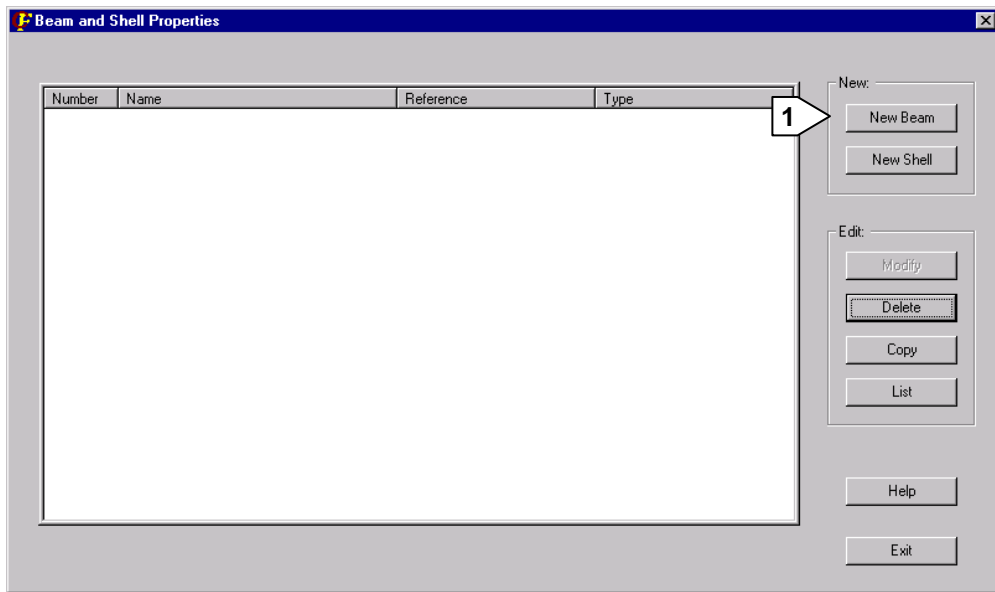 Beam and Shell Properties
Number Name Reference Type
1
New:
New Beam
New Shell
Edit:
Modify
Delete
Copy
List
Help
Exit